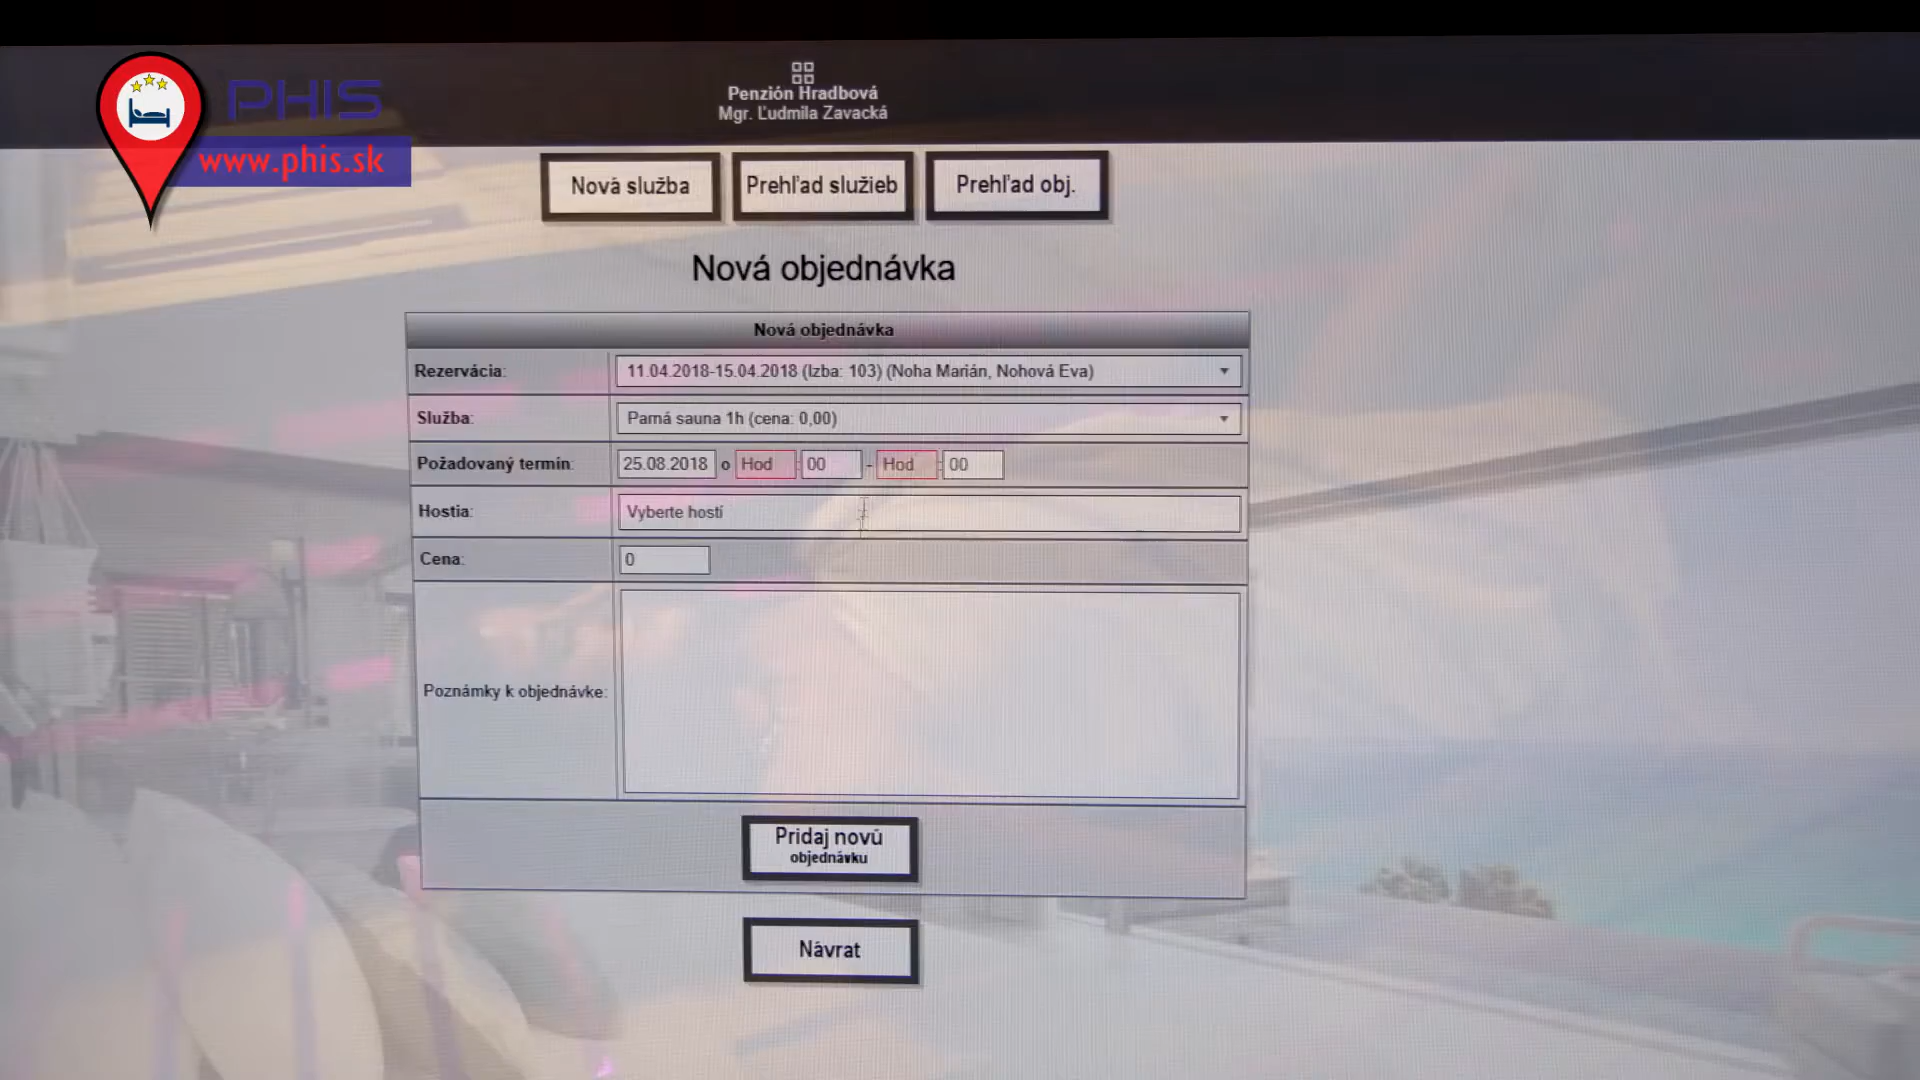 PHIS
www.phis.sk
Penzión Hradbová
Mgr. Ľudmila Zavacká
Nová služba
Prehľad služieb
Prehľad obj.
Nová objednávka
Nová objednávka
Rezervácia: 11.04.2018-15.04.2018 (Izba: 103) (Noha Marián, Nohová Eva)
Služba: Parná sauna 1h (cena: 0,00)
Požadovaný termín: 25.08.2018 o Hod : 00 - Hod : 00
Hostia: Vyberte hostí
Cena: 0
Poznámky k objednávke:
Pridaj novú
objednávku
Návrat